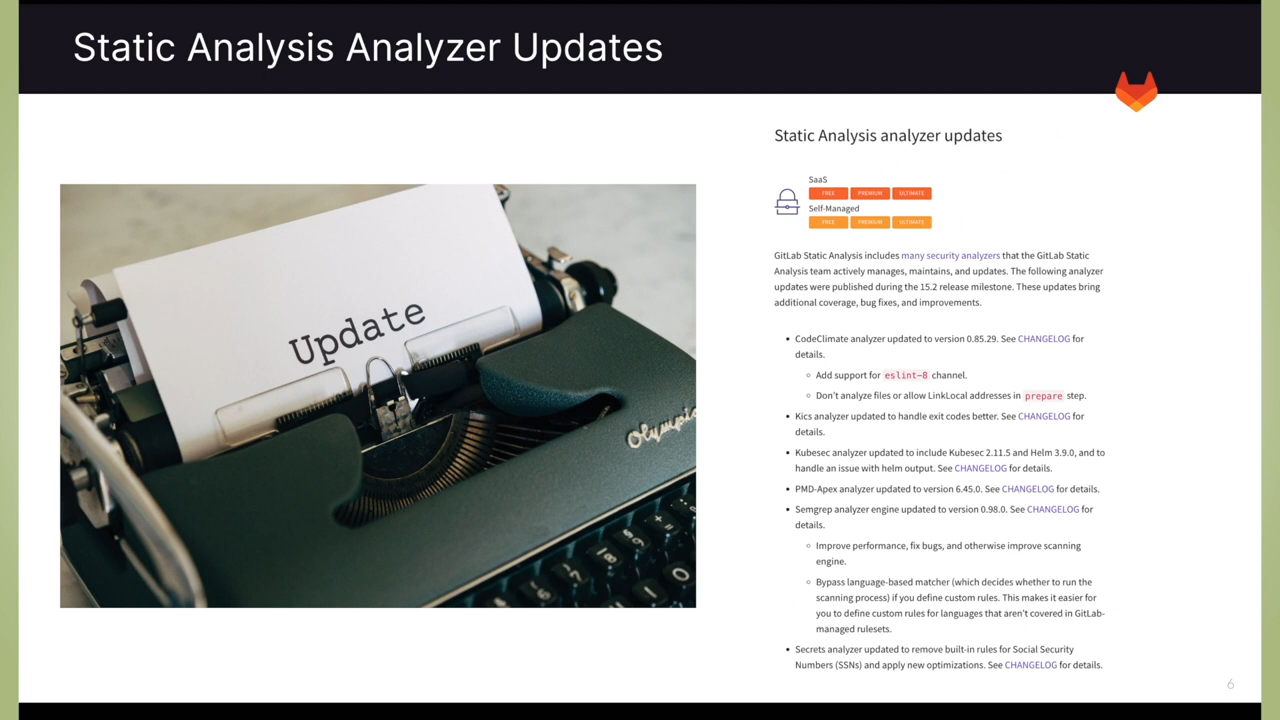 Static Analysis Analyzer Updates
Update
Olympia
Static Analysis analyzer updates
SaaS
FREE PREMIUM ULTIMATE
Self-Managed
FREE PREMIUM ULTIMATE
GitLab Static Analysis includes many security analyzers that the GitLab Static
Analysis team actively manages, maintains, and updates. The following analyzer
updates were published during the 15.2 release milestone. These updates bring
additional coverage, bug fixes, and improvements.
• CodeClimate analyzer updated to version 0.85.29. See CHANGELOG for
details.
◦ Add support for eslint-8 channel.
◦ Don't analyze files or allow LinkLocal addresses in prepare step.
• Kics analyzer updated to handle exit codes better. See CHANGELOG for
details.
• Kubesec analyzer updated to include Kubesec 2.11.5 and Helm 3.9.0, and to
handle an issue with helm output. See CHANGELOG for details.
• PMD-Apex analyzer updated to version 6.45.0. See CHANGELOG for details.
• Semgrep analyzer engine updated to version 0.98.0. See CHANGELOG for
details.
◦ Improve performance, fix bugs, and otherwise improve scanning
engine.
◦ Bypass language-based matcher (which decides whether to run the
scanning process) if you define custom rules. This makes it easier for
you to define custom rules for languages that aren't covered in GitLab-
managed rulesets.
• Secrets analyzer updated to remove built-in rules for Social Security
Numbers (SSNs) and apply new optimizations. See CHANGELOG for details.
6